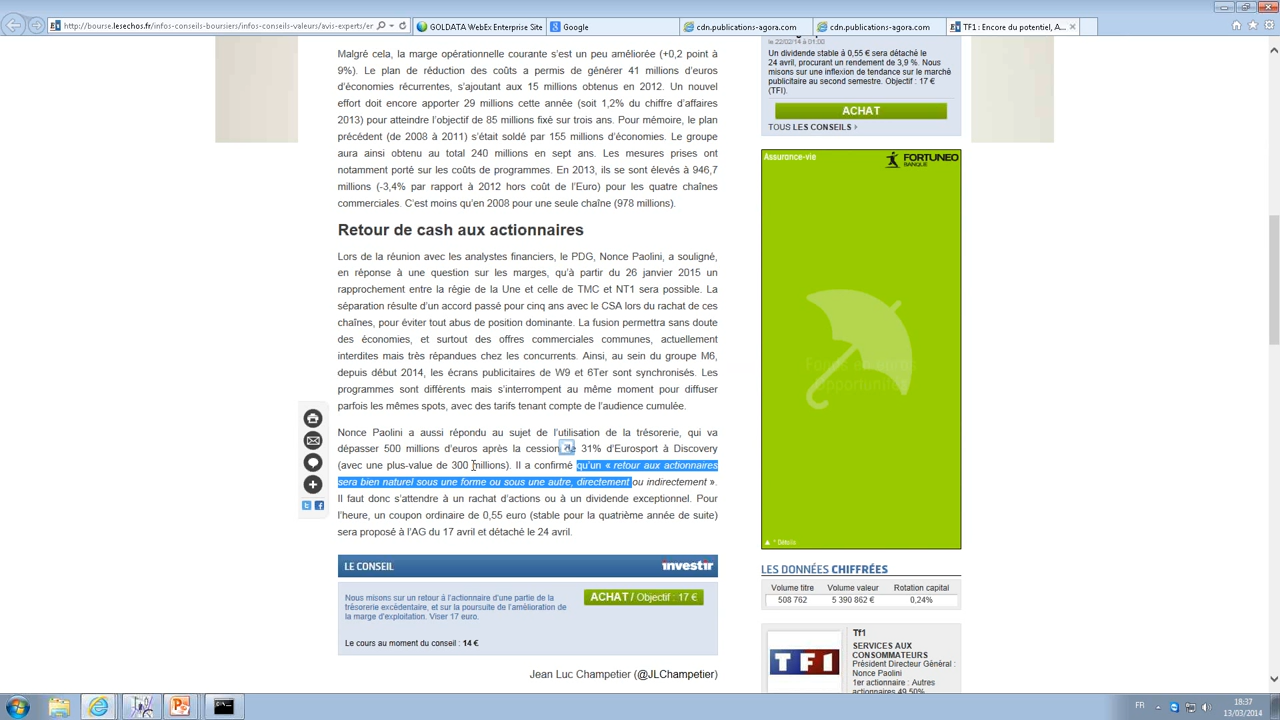 http://bourse.lesechos.fr/infos-conseils-boursiers/infos-conseils-valeurs/avis-experts/er
GOLDATA WebEx Enterprise Site
Google
cdn.publications-agora.com
cdn.publications-agora.com
TF1 : Encore du potentiel, A...
Malgré cela, la marge opérationnelle courante s'est un peu améliorée (+0,2 point à
9%). Le plan de réduction des coûts a permis de générer 41 millions d'euros
d'économies récurrentes, s'ajoutant aux 15 millions obtenus en 2012. Un nouvel
effort doit encore apporter 29 millions cette année (soit 1,2% du chiffre d'affaires
2013) pour atteindre l'objectif de 85 millions fixé sur trois ans. Pour mémoire, le plan
précédent (de 2008 à 2011) s'était soldé par 155 millions d'économies. Le groupe
aura ainsi obtenu au total 240 millions en sept ans. Les mesures prises ont
notamment porté sur les coûts de programmes. En 2013, ils se sont élevés à 946,7
millions (-3,4% par rapport à 2012 hors coût de l'Euro) pour les quatre chaînes
commerciales. C'est moins qu'en 2008 pour une seule chaîne (978 millions).
Retour de cash aux actionnaires
Lors de la réunion avec les analystes financiers, le PDG, Nonce Paolini, a souligné,
en réponse à une question sur les marges, qu'à partir du 26 janvier 2015 un
rapprochement entre la régie de la Une et celle de TMC et NT1 sera possible. La
séparation résulte d'un accord passé pour cinq ans avec le CSA lors du rachat de ces
chaînes, pour éviter tout abus de position dominante. La fusion permettra sans doute
des économies, et surtout des offres commerciales communes, actuellement
interdites mais très répandues chez les concurrents. Ainsi, au sein du groupe M6,
depuis début 2014, les écrans publicitaires de W9 et 6Ter sont synchronisés. Les
programmes sont différents mais s'interrompent au même moment pour diffuser
parfois les mêmes spots, avec des tarifs tenant compte de l'audience cumulée.
Nonce Paolini a aussi répondu au sujet de l'utilisation de la trésorerie, qui va
dépasser 500 millions d'euros après la cession 31% d'Eurosport à Discovery
(avec une plus-value de 300 millions). Il a confirmé qu'un « retour aux actionnaires
sera bien naturel sous une forme ou sous une autre, directement ou indirectement ».
Il faut donc s'attendre à un rachat d'actions ou à un dividende exceptionnel. Pour
l'heure, un coupon ordinaire de 0,55 euro (stable pour la quatrième année de suite)
sera proposé à l'AG du 17 avril et détaché le 24 avril.
LE CONSEIL
investir
Nous misons sur un retour à l'actionnaire d'une partie de la
trésorerie excédentaire, et sur la poursuite de l'amélioration de
la marge d'exploitation. Viser 17 euro.
ACHAT / Objectif : 17 €
Le cours au moment du conseil : 14 €
Jean Luc Champetier (@JLChampetier)
le 22/02/14 à 01:00
Un dividende stable à 0,55 € sera détaché le
24 avril, procurant un rendement de 3,9 %. Nous
misons sur une inflexion de tendance sur le marché
publicitaire au second semestre. Objectif : 17 €
(TFI).
ACHAT
TOUS LES CONSEILS ›
Assurance-vie
FORTUNEO
BANQUE
Opportunités
▲ * Détails
LES DONNÉES CHIFFRÉES
Volume titre Volume valeur Rotation capital
508 762 5 390 862 € 0,24%
TF1
Tf1
SERVICES AUX
CONSOMMATEURS
Président Directeur Général :
Nonce Paolini
1er actionnaire : Autres
actionnaires 49,50%
FR
18:37
13/03/2014